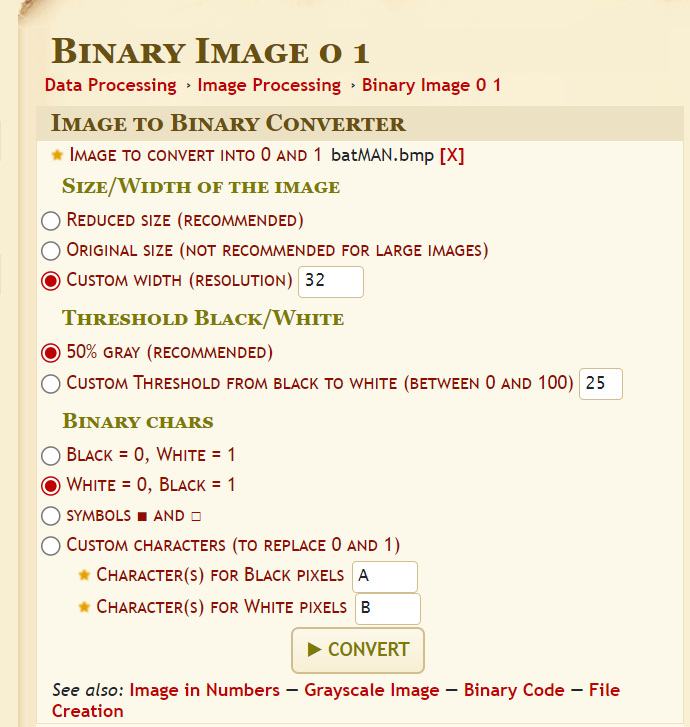 Binary Image 0 1
Data Processing › Image Processing › Binary Image 0 1
Image to Binary Converter
Image to convert into 0 and 1 batMAN.bmp [X]
Size/Width of the image
Reduced size (recommended)
Original size (not recommended for large images)
Custom width (resolution) 32
Threshold Black/White
50% gray (recommended)
Custom Threshold from black to white (between 0 and 100) 25
Binary chars
Black = 0, White = 1
White = 0, Black = 1
symbols ■ and □
Custom characters (to replace 0 and 1)
Character(s) for Black pixels A
Character(s) for White pixels B
▶ CONVERT
See also: Image in Numbers — Grayscale Image — Binary Code — File
Creation